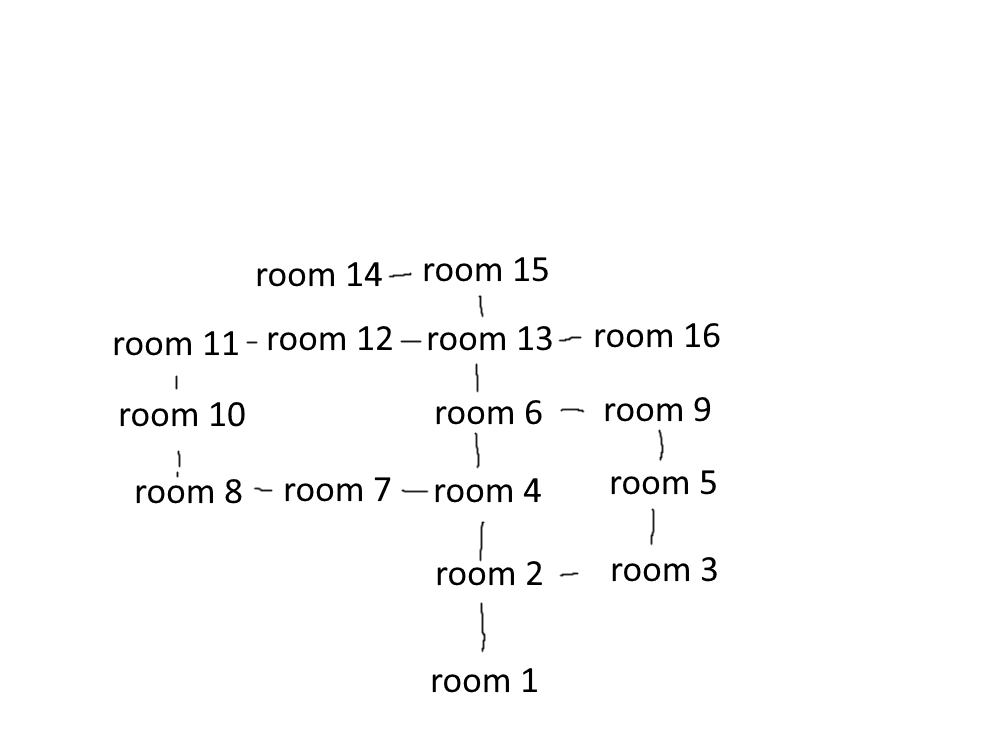 room 14 – room 15
room 11 - room 12 – room 13 – room 16
room 10 room 6 – room 9
room 8 – room 7 – room 4 room 5
room 2 – room 3
room 1